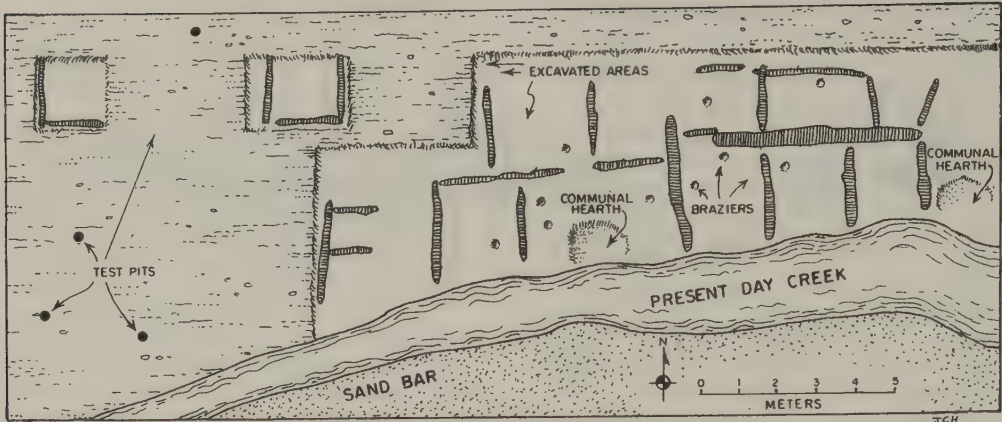 EXCAVATED AREAS
COMMUNAL
HEARTH
COMMUNAL
HEARTH
BRAZIERS
TEST PITS
PRESENT DAY CREEK
SAND BAR
N
0 1 2 3 4 5
METERS
JCH